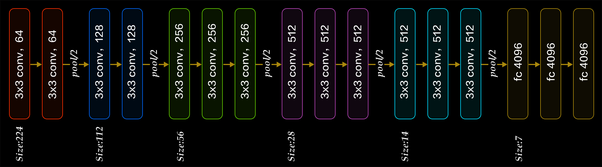 3x3 conv, 64
3x3 conv, 64
pool/2
3x3 conv, 128
3x3 conv, 128
pool/2
3x3 conv, 256
3x3 conv, 256
3x3 conv, 256
pool/2
3x3 conv, 512
3x3 conv, 512
3x3 conv, 512
pool/2
3x3 conv, 512
3x3 conv, 512
3x3 conv, 512
pool/2
fc 4096
fc 4096
fc 4096
Size:224
Size:112
Size:56
Size:28
Size:14
Size:7